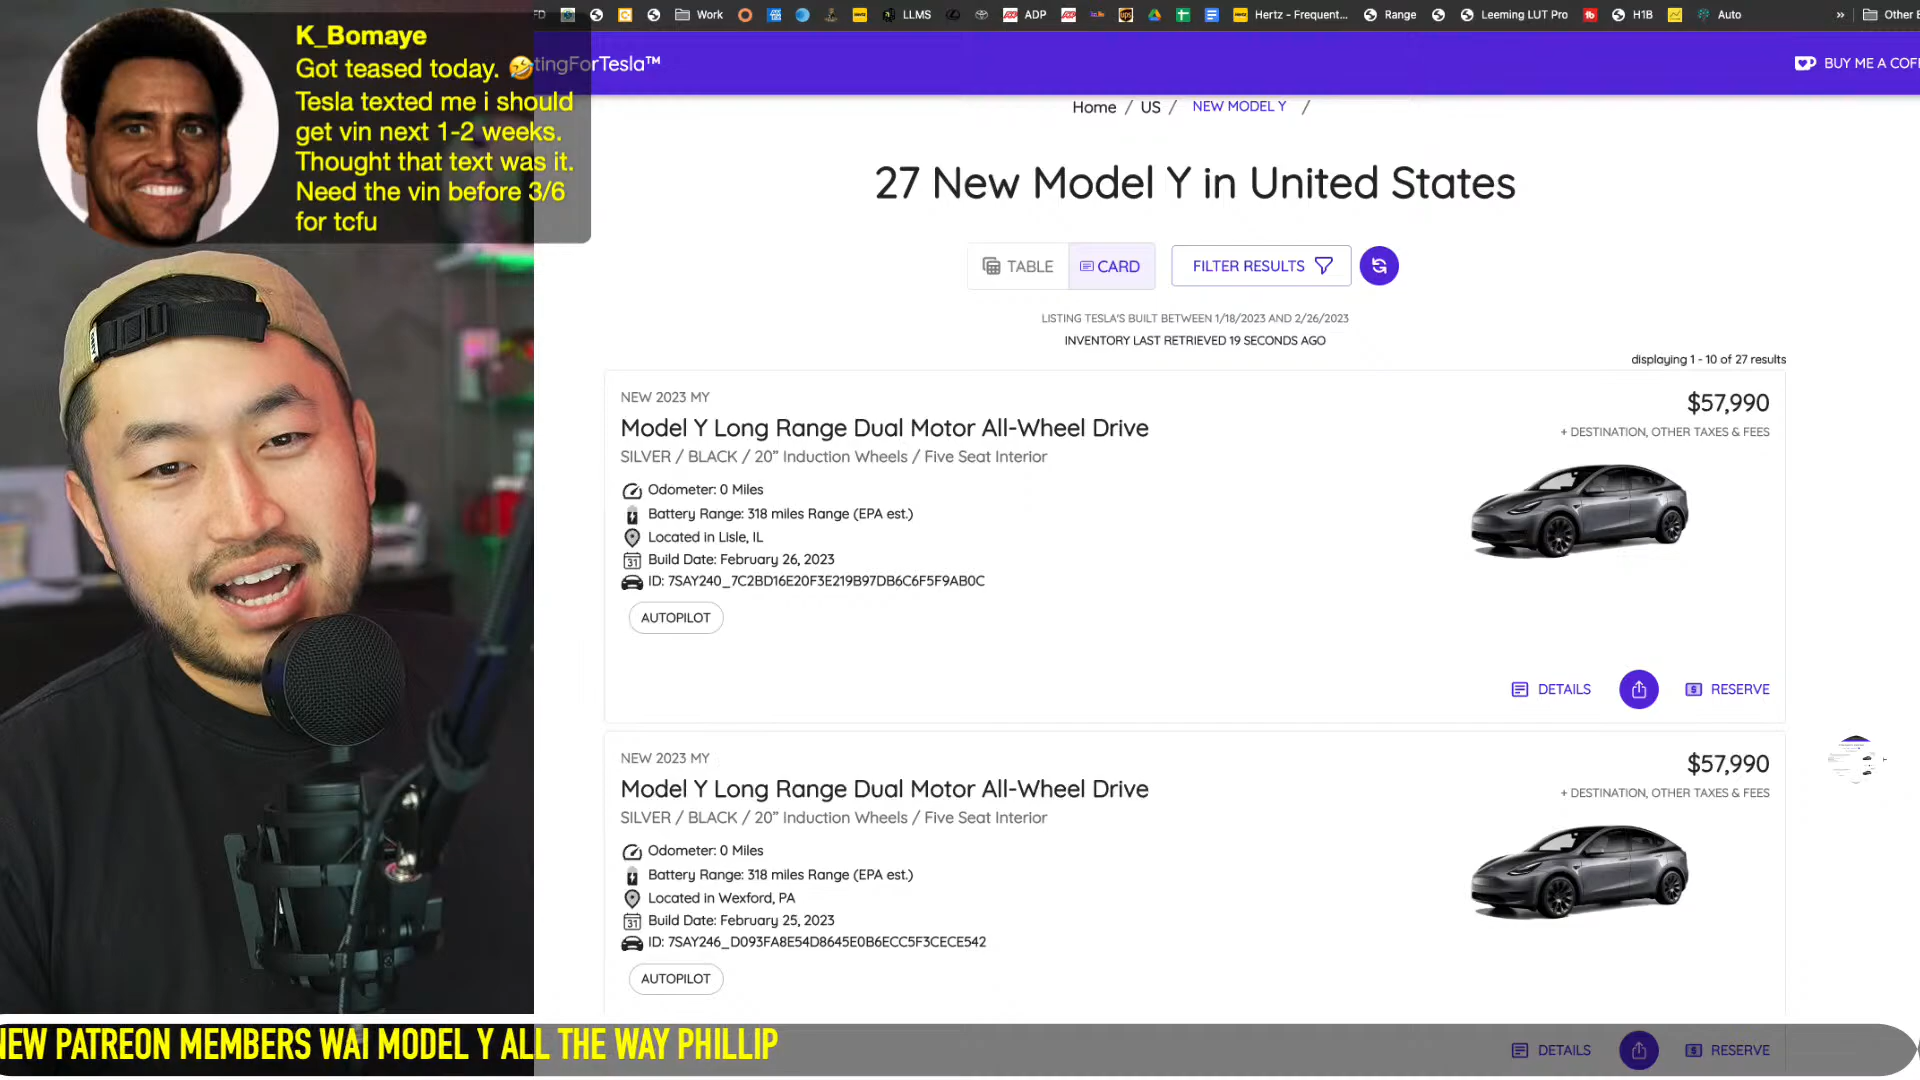 FD
Work
LLMS
ADP
Hertz - Frequent...
Range
Leeming LUT Pro
H1B
Auto
»
Other B
K_Bomaye
Got teased today. 🤣
Tesla texted me i should
get vin next 1-2 weeks.
Thought that text was it.
Need the vin before 3/6
for tcfu
tingForTesla™
BUY ME A COFF
Home / US / NEW MODEL Y /
27 New Model Y in United States
TABLE
CARD
FILTER RESULTS
LISTING TESLA'S BUILT BETWEEN 1/18/2023 AND 2/26/2023
INVENTORY LAST RETRIEVED 19 SECONDS AGO
displaying 1 - 10 of 27 results
NEW 2023 MY
$57,990
Model Y Long Range Dual Motor All-Wheel Drive
+ DESTINATION, OTHER TAXES & FEES
SILVER / BLACK / 20” Induction Wheels / Five Seat Interior
Odometer: 0 Miles
Battery Range: 318 miles Range (EPA est.)
Located in Lisle, IL
Build Date: February 26, 2023
ID: 7SAY240_7C2BD16E20F3E219B97DB6C6F5F9AB0C
AUTOPILOT
DETAILS
RESERVE
NEW 2023 MY
$57,990
Model Y Long Range Dual Motor All-Wheel Drive
+ DESTINATION, OTHER TAXES & FEES
SILVER / BLACK / 20” Induction Wheels / Five Seat Interior
Odometer: 0 Miles
Battery Range: 318 miles Range (EPA est.)
Located in Wexford, PA
Build Date: February 25, 2023
ID: 7SAY246_D093FA8E54D8645E0B6ECC5F3CECE542
AUTOPILOT
DETAILS
RESERVE
NEW PATREON MEMBERS WAI MODEL Y ALL THE WAY PHILLIP